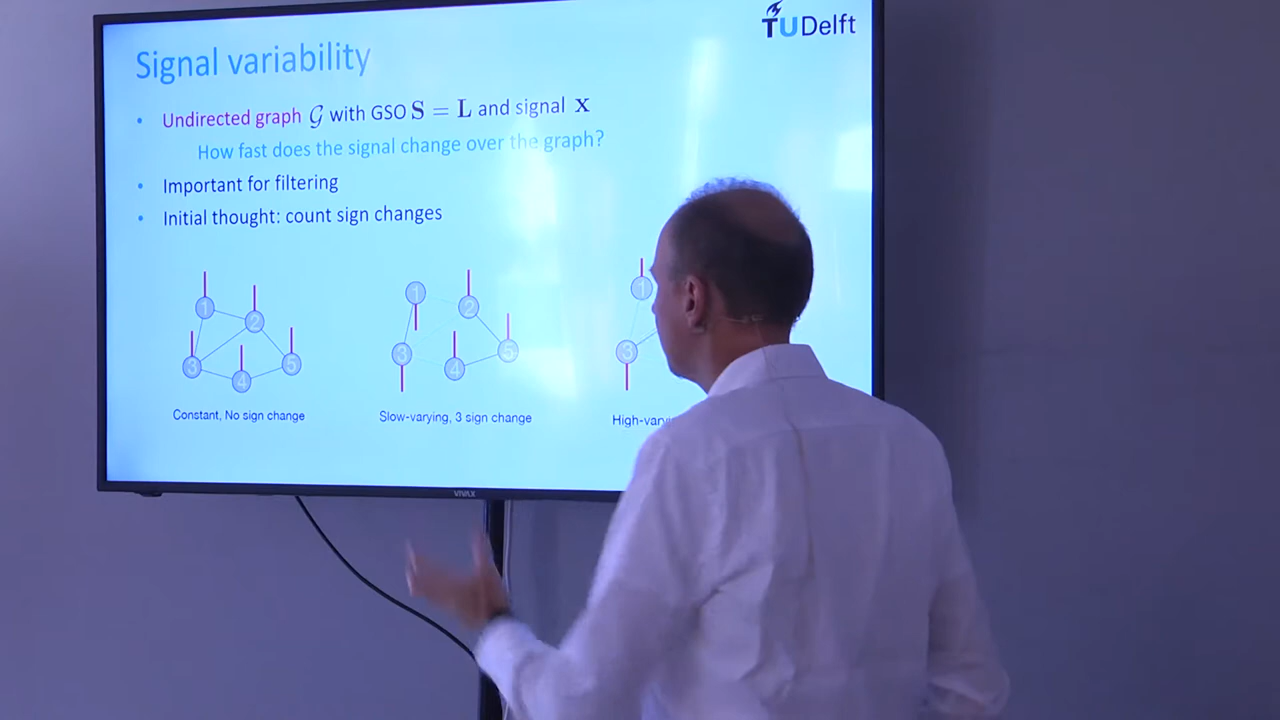 TUDelft
Signal variability
• Undirected graph 𝒢 with GSO S = L and signal x
How fast does the signal change over the graph?
• Important for filtering
• Initial thought: count sign changes
1 2 3 4 5
1 2 3 4 5
1 3
Constant, No sign change
Slow-varying, 3 sign change
VIVAX